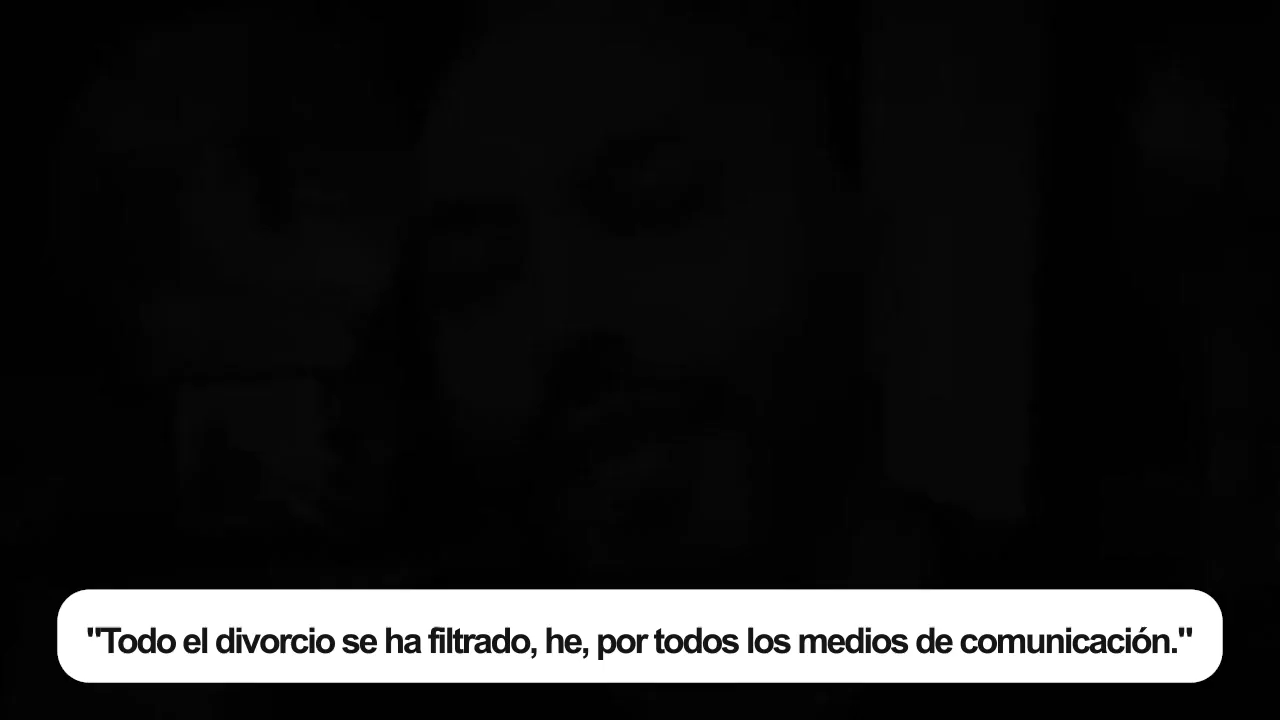 "Todo el divorcio se ha filtrado, he, por todos los medios de comunicación."